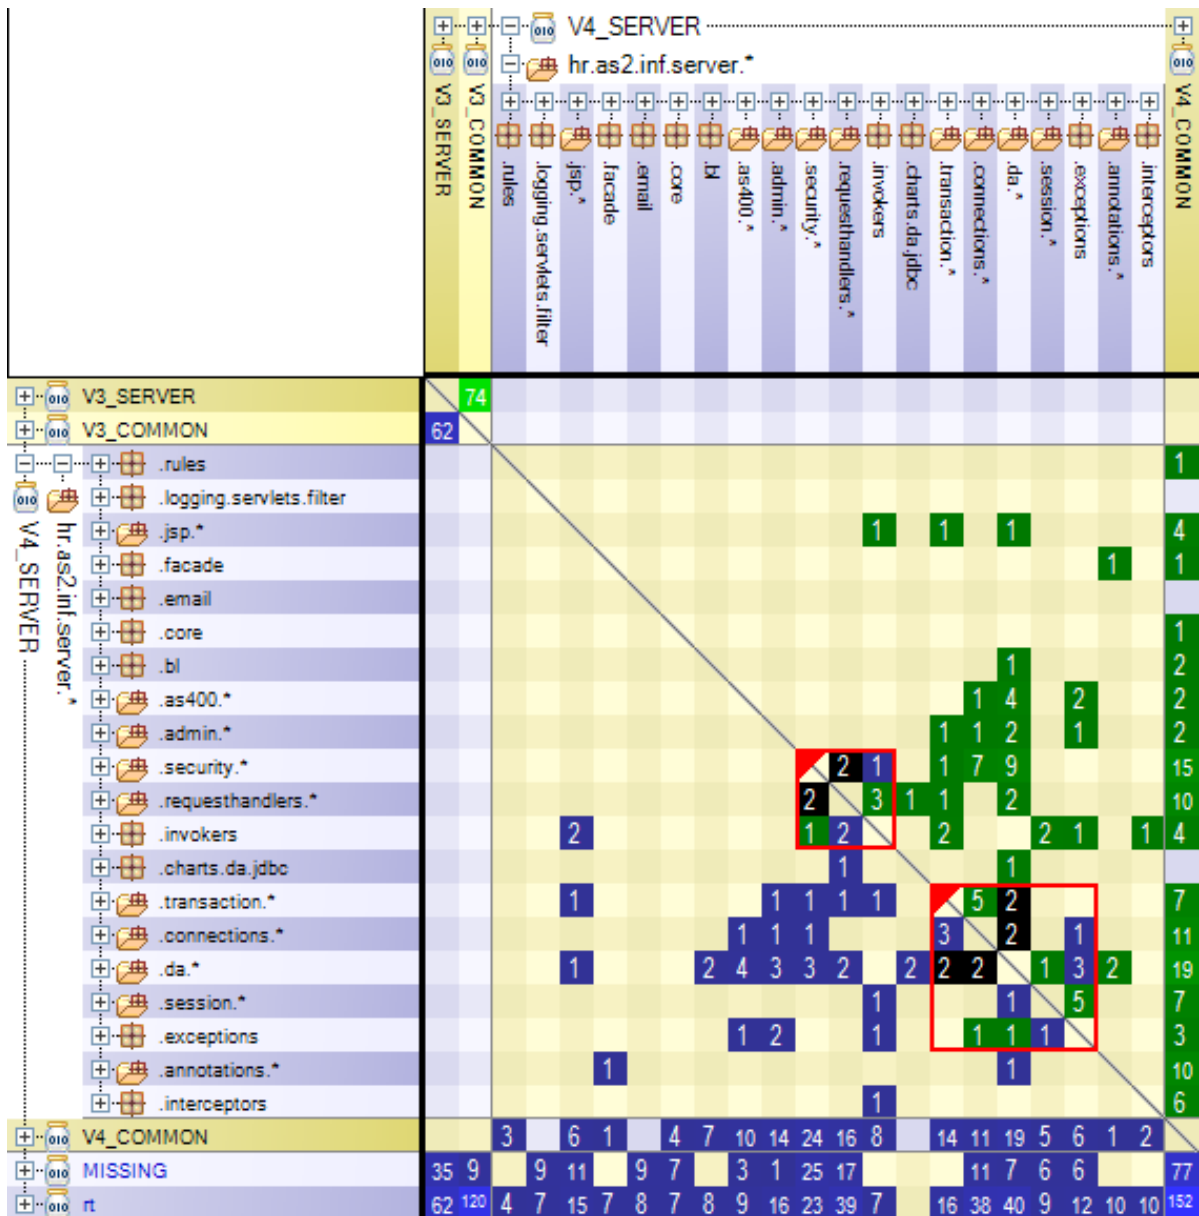 V4_SERVER
hr.as2.inf.server.*
V3_SERVER
V3_COMMON
.rules
.logging.servlets.filter
.jsp.*
.facade
.email
.core
.bl
.as400.*
.admin.*
.security.*
.requesthandlers.*
.invokers
.charts.da.jdbc
.transaction.*
.connections.*
.da.*
.session.*
.exceptions
.annotations.*
.interceptors
V4_COMMON
V3_SERVER 74
V3_COMMON 62
V4_SERVER
hr.as2.inf.server.*
.rules 1
.logging.servlets.filter
.jsp.* 1 1 1 4
.facade 1 1
.email
.core 1
.bl 1 2
.as400.* 1 4 2 2
.admin.* 1 1 2 1 2
.security.* 2 1 1 7 9 15
.requesthandlers.* 2 3 1 1 2 10
.invokers 2 1 2 2 2 1 1 4
.charts.da.jdbc 1 1
.transaction.* 1 1 1 1 1 5 2 7
.connections.* 1 1 1 3 2 1 11
.da.* 1 2 4 3 3 2 2 2 2 1 3 2 19
.session.* 1 1 5 7
.exceptions 1 2 1 1 1 1 3
.annotations.* 1 1 10
.interceptors 1 6
V4_COMMON 3 6 1 4 7 10 14 24 16 8 14 11 19 5 6 1 2
MISSING 35 9 9 11 9 7 3 1 25 17 11 7 6 6 77
rt 62 120 4 7 15 7 8 7 8 9 16 23 39 7 16 38 40 9 12 10 10 152